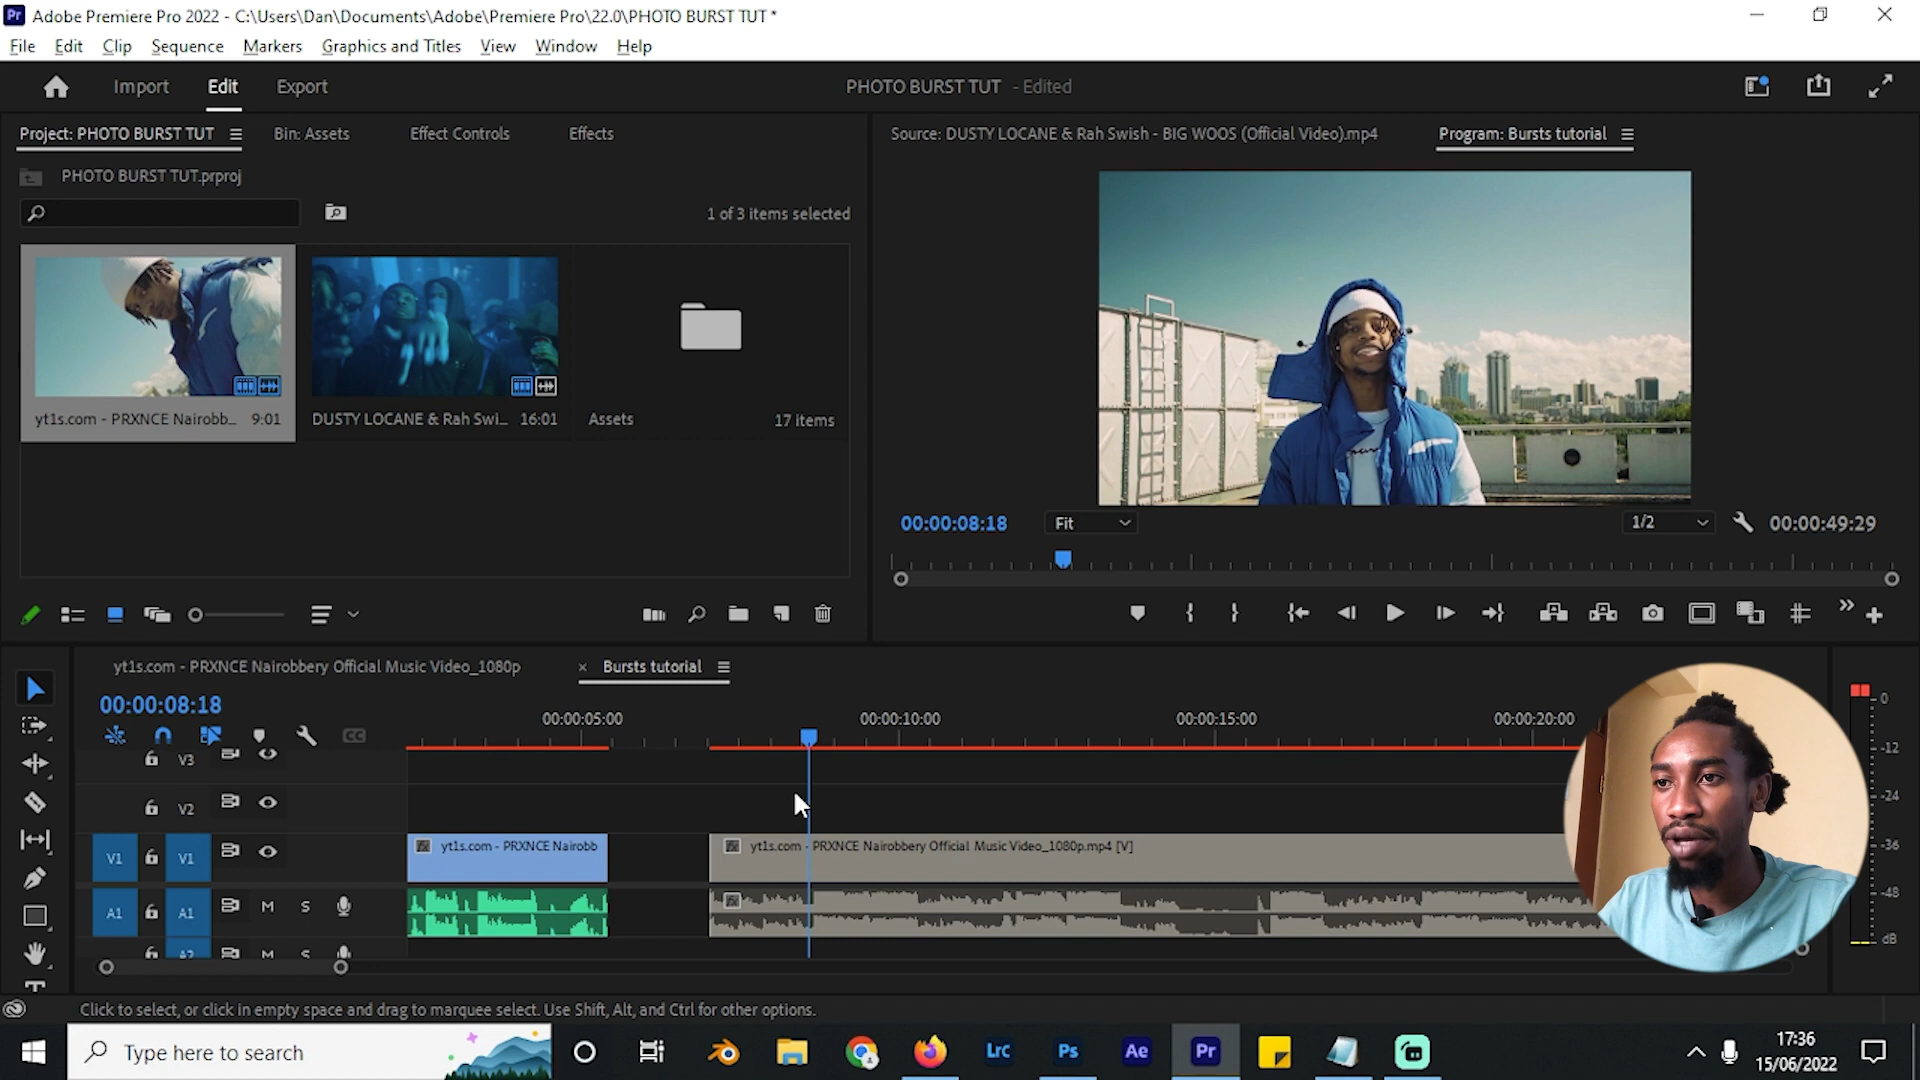 Pr Adobe Premiere Pro 2022 - C:\Users\Dan\Documents\Adobe\Premiere Pro\22.0\PHOTO BURST TUT *
File Edit Clip Sequence Markers Graphics and Titles View Window Help
Import Edit Export PHOTO BURST TUT - Edited
Project: PHOTO BURST TUT Bin: Assets Effect Controls Effects Source: DUSTY LOCANE & Rah Swish - BIG WOOS (Official Video).mp4 Program: Bursts tutorial
PHOTO BURST TUT.prproj
1 of 3 items selected
yt1s.com - PRXNCE Nairobb... 9:01 DUSTY LOCANE & Rah Swi... 16:01 Assets 17 items
00:00:08:18 Fit 1/2 00:00:49:29
yt1s.com - PRXNCE Nairobbery Official Music Video_1080p × Bursts tutorial
00:00:08:18
00:00:05:00 00:00:10:00 00:00:15:00 00:00:20:00
CC
V3
V2
V1 V1 yt1s.com - PRXNCE Nairobb yt1s.com - PRXNCE Nairobbery Official Music Video_1080p.mp4 [V]
A1 A1 M S
A2 M S
0
-12
-24
-36
-48
dB
Click to select, or click in empty space and drag to marquee select. Use Shift, Alt, and Ctrl for other options.
Type here to search
LrC Ps Ae Pr
17:36
15/06/2022